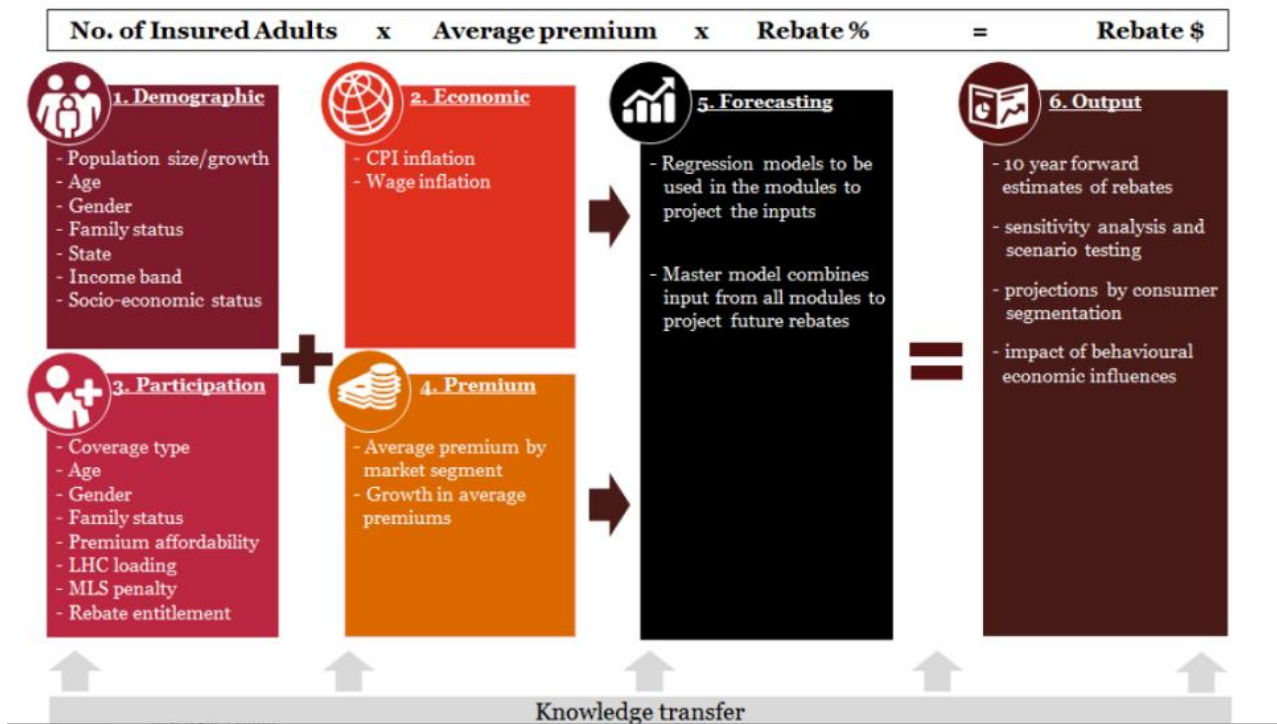 No. of Insured Adults x Average premium x Rebate % = Rebate $
1. Demographic
- Population size/growth
- Age
- Gender
- Family status
- State
- Income band
- Socio-economic status
2. Economic
- CPI inflation
- Wage inflation
3. Participation
- Coverage type
- Age
- Gender
- Family status
- Premium affordability
- LHC loading
- MLS penalty
- Rebate entitlement
4. Premium
- Average premium by
market segment
- Growth in average
premiums
5. Forecasting
- Regression models to be
used in the modules to
project the inputs
- Master model combines
input from all modules to
project future rebates
6. Output
- 10 year forward
estimates of rebates
- sensitivity analysis and
scenario testing
- projections by consumer
segmentation
- impact of behavioural
economic influences
Knowledge transfer